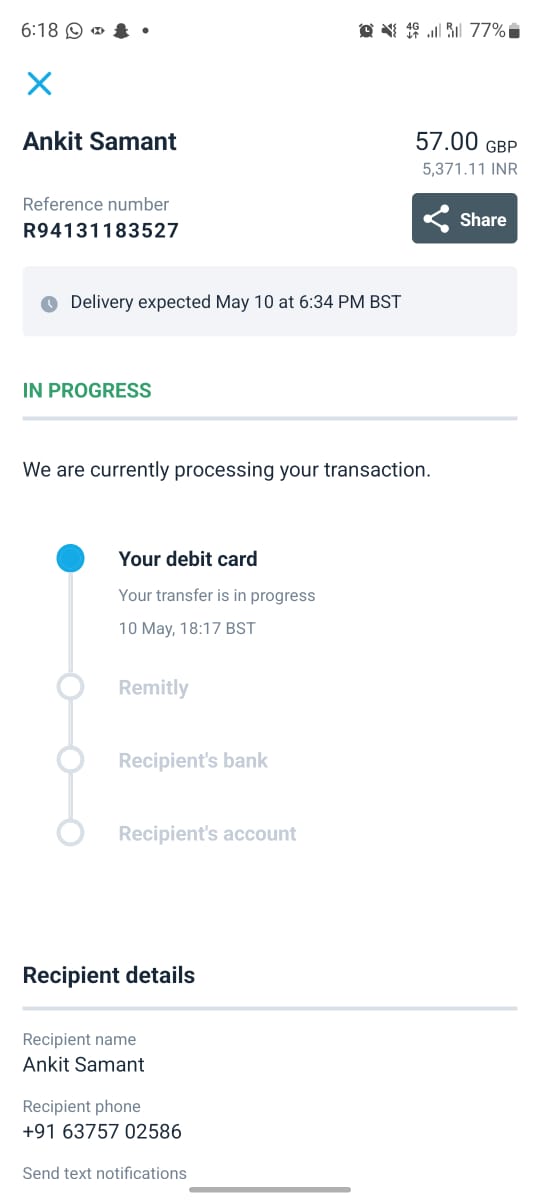 6:18 4G R 77%
Ankit Samant 57.00 GBP
5,371.11 INR
Reference number
R94131183527
Share
Delivery expected May 10 at 6:34 PM BST
IN PROGRESS
We are currently processing your transaction.
Your debit card
Your transfer is in progress
10 May, 18:17 BST
Remitly
Recipient's bank
Recipient's account
Recipient details
Recipient name
Ankit Samant
Recipient phone
+91 63757 02586
Send text notifications